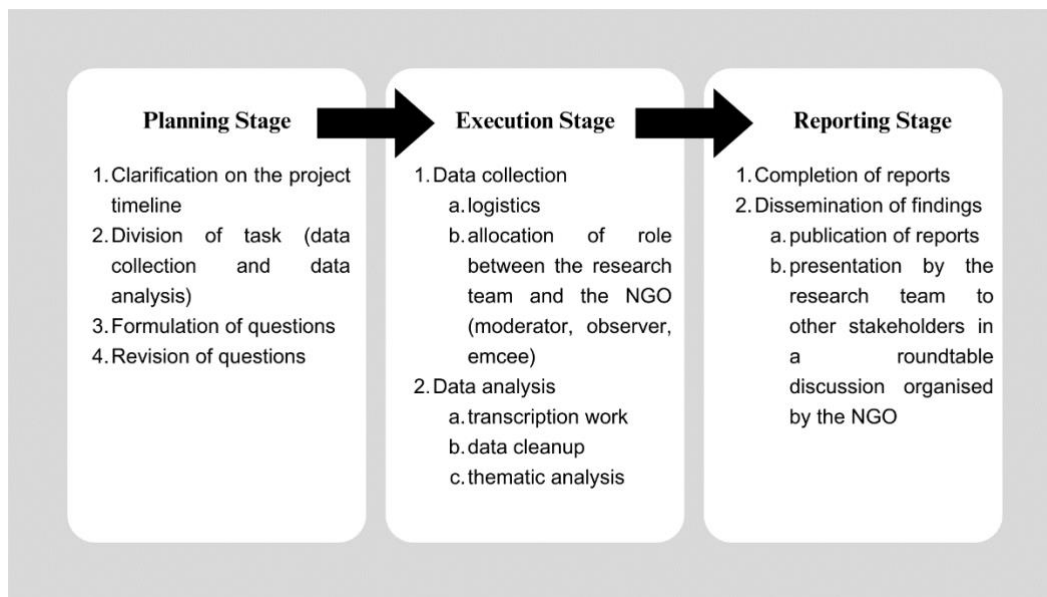 Planning Stage
1. Clarification on the project
timeline
2. Division of task (data
collection and data
analysis)
3. Formulation of questions
4. Revision of questions
Execution Stage
1. Data collection
a. logistics
b. allocation of role
between the research
team and the NGO
(moderator, observer,
emcee)
2. Data analysis
a. transcription work
b. data cleanup
c. thematic analysis
Reporting Stage
1. Completion of reports
2. Dissemination of findings
a. publication of reports
b. presentation by the
research team to
other stakeholders in
a roundtable
discussion organised
by the NGO